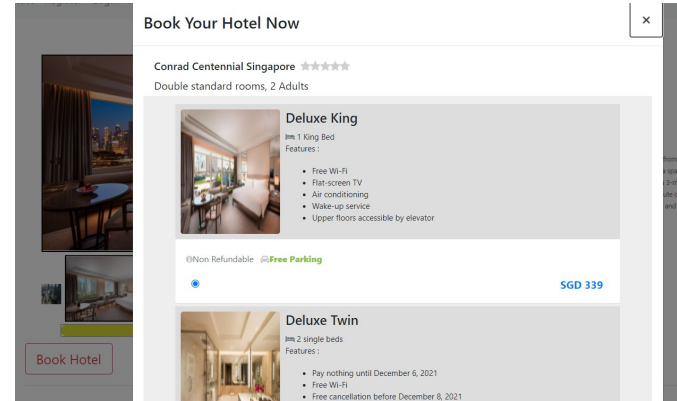 Book Your Hotel Now
×
Conrad Centennial Singapore
Double standard rooms, 2 Adults
Deluxe King
1 King Bed
Features :
Free Wi-Fi
Flat-screen TV
Air conditioning
Wake-up service
Upper floors accessible by elevator
Non Refundable Free Parking
SGD 339
Deluxe Twin
2 single beds
Features :
Pay nothing until December 6, 2021
Free Wi-Fi
Free cancellation before December 8, 2021
Book Hotel